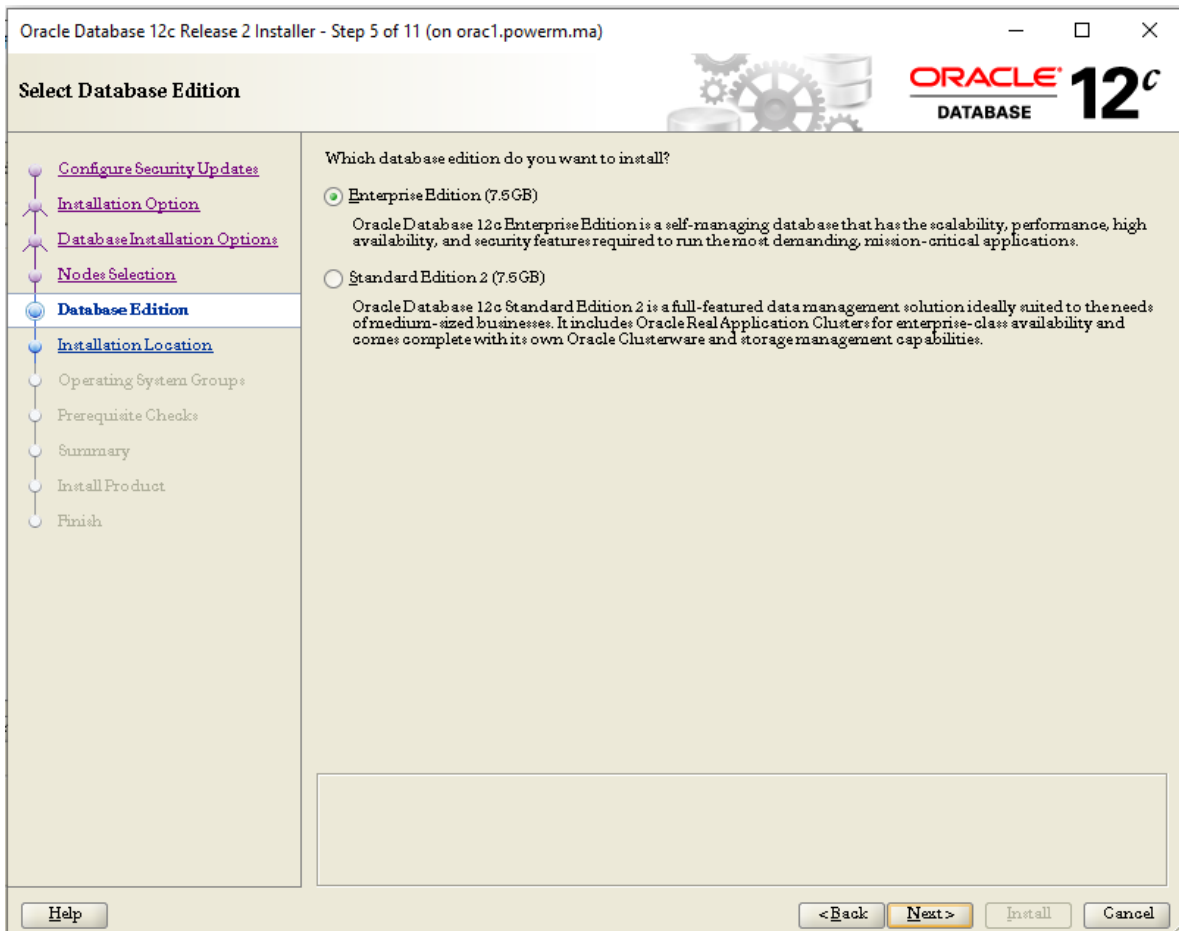 Oracle Database 12c Release 2 Installer - Step 5 of 11 (on orac1.powerm.ma)
Select Database Edition
ORACLE
DATABASE
12c
Configure Security Updates
Installation Option
Database Installation Options
Nodes Selection
Database Edition
Installation Location
Operating System Groups
Prerequisite Checks
Summary
Install Product
Finish
Which database edition do you want to install?
Enterprise Edition (7.5GB)
Oracle Database 12c Enterprise Edition is a self-managing database that has the scalability, performance, high
availability, and security features required to run the most demanding, mission-critical applications.
Standard Edition 2 (7.5GB)
Oracle Database 12c Standard Edition 2 is a full-featured data management solution ideally suited to the needs
of medium-sized businesses. It includes Oracle Real Application Clusters for enterprise-class availability and
comes complete with its own Oracle Clusterware and storage management capabilities.
Help
< Back
Next >
Install
Cancel